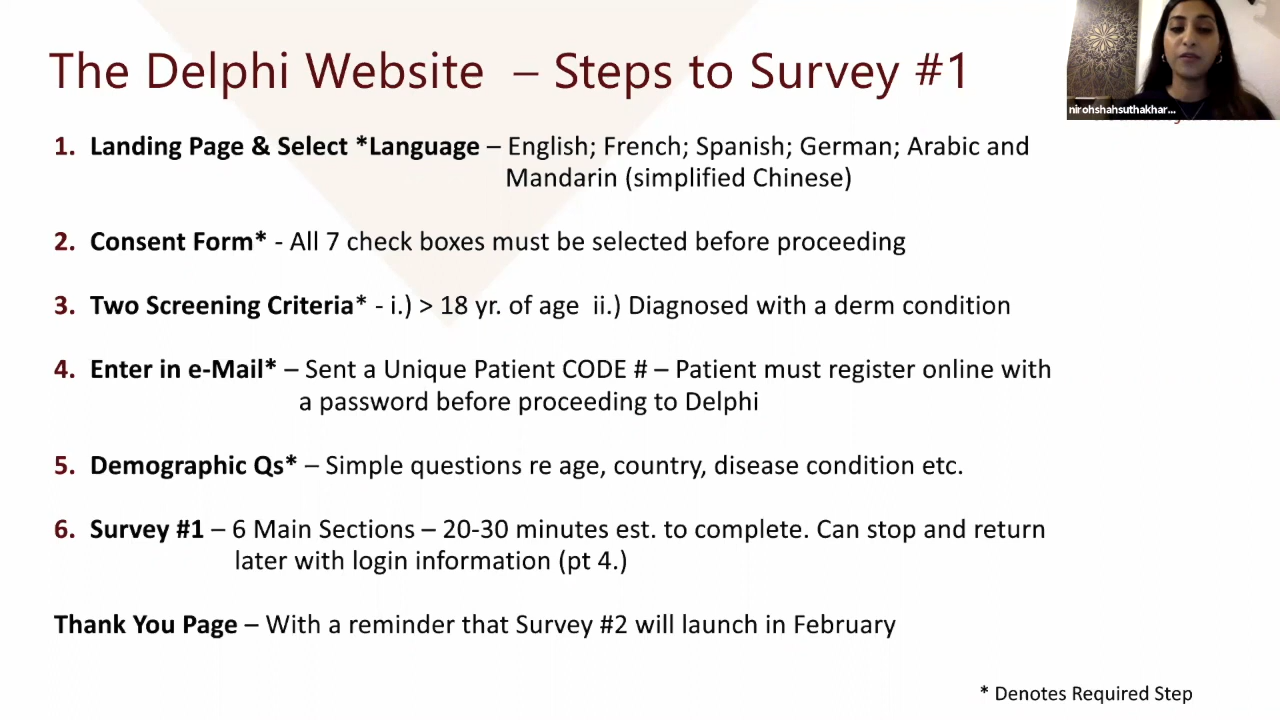 The Delphi Website – Steps to Survey #1
nirohshahsuthakhar...
1. Landing Page & Select *Language – English; French; Spanish; German; Arabic and
Mandarin (simplified Chinese)
2. Consent Form* - All 7 check boxes must be selected before proceeding
3. Two Screening Criteria* - i.) > 18 yr. of age ii.) Diagnosed with a derm condition
4. Enter in e-Mail* – Sent a Unique Patient CODE # – Patient must register online with
a password before proceeding to Delphi
5. Demographic Qs* – Simple questions re age, country, disease condition etc.
6. Survey #1 – 6 Main Sections – 20-30 minutes est. to complete. Can stop and return
later with login information (pt 4.)
Thank You Page – With a reminder that Survey #2 will launch in February
* Denotes Required Step